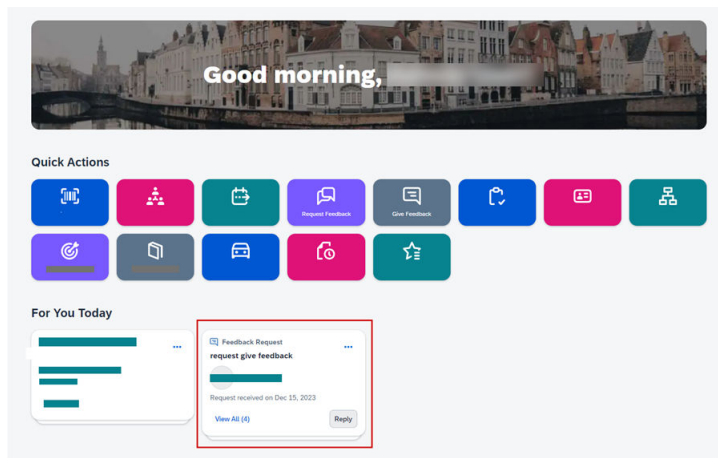 Good morning,
Quick Actions
Request Feedback
Give Feedback
For You Today
Feedback Request
request give feedback
Request received on Dec 15, 2023
View All (4)
Reply